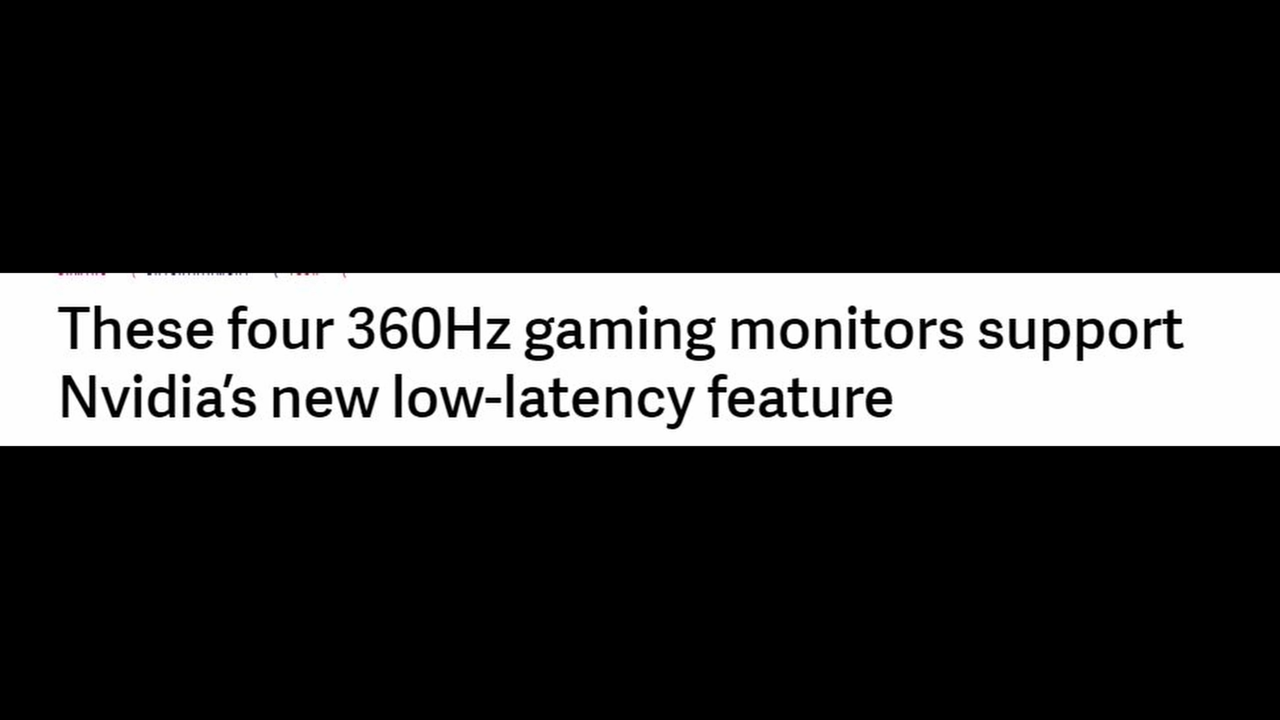 These four 360Hz gaming monitors support
Nvidia’s new low-latency feature